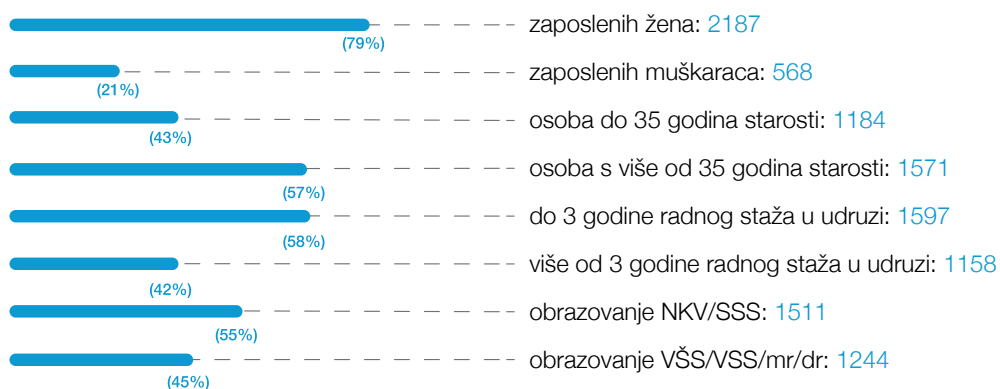 zaposlenih žena: 2187
(79%)
zaposlenih muškaraca: 568
(21%)
osoba do 35 godina starosti: 1184
(43%)
osoba s više od 35 godina starosti: 1571
(57%)
do 3 godine radnog staža u udruzi: 1597
(58%)
više od 3 godine radnog staža u udruzi: 1158
(42%)
obrazovanje NKV/SSS: 1511
(55%)
obrazovanje VŠS/VSS/mr/dr: 1244
(45%)